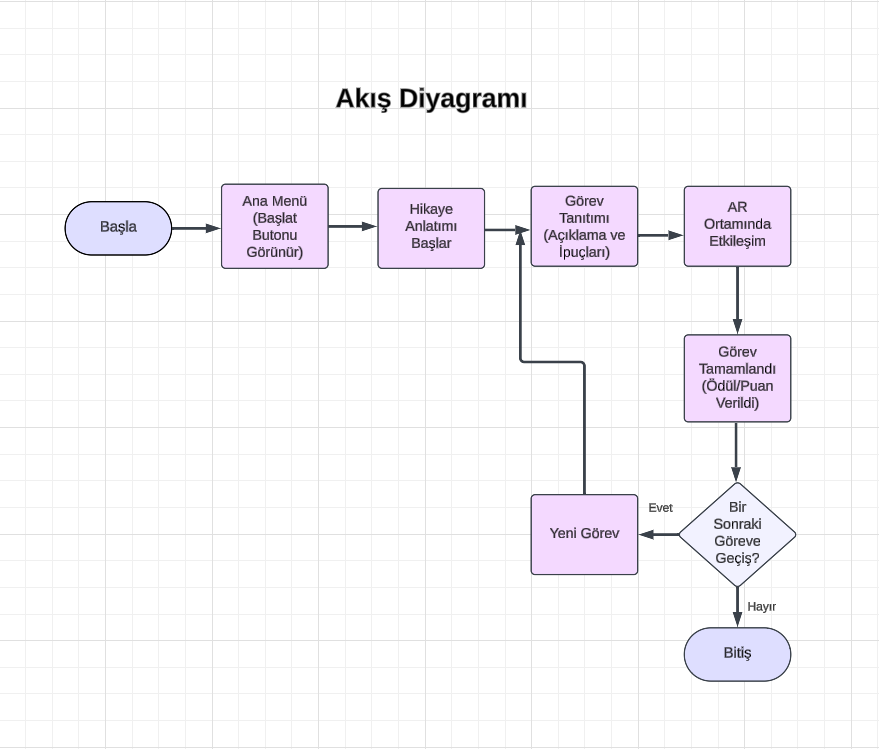 Akış Diyagramı
Başla
Ana Menü
(Başlat
Butonu
Görünür)
Hikaye
Anlatımı
Başlar
Görev
Tanıtımı
(Açıklama ve
İpuçları)
AR
Ortamında
Etkileşim
Görev
Tamamlandı
(Ödül/Puan
Verildi)
Bir
Sonraki
Göreve
Geçiş?
Evet
Yeni Görev
Hayır
Bitiş